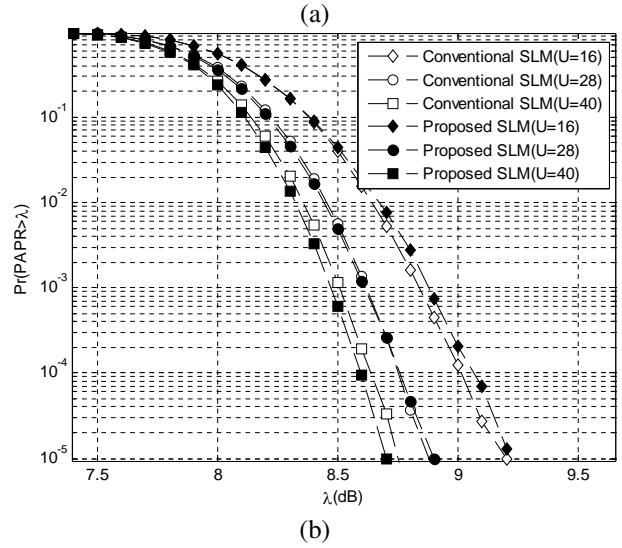 (a)
Conventional SLM(U=16)
Conventional SLM(U=28)
Conventional SLM(U=40)
Proposed SLM(U=16)
Proposed SLM(U=28)
Proposed SLM(U=40)
10^-1
10^-2
10^-3
10^-4
10^-5
Pr(PAPR>λ)
7.5 8 8.5 9 9.5
λ(dB)
(b)